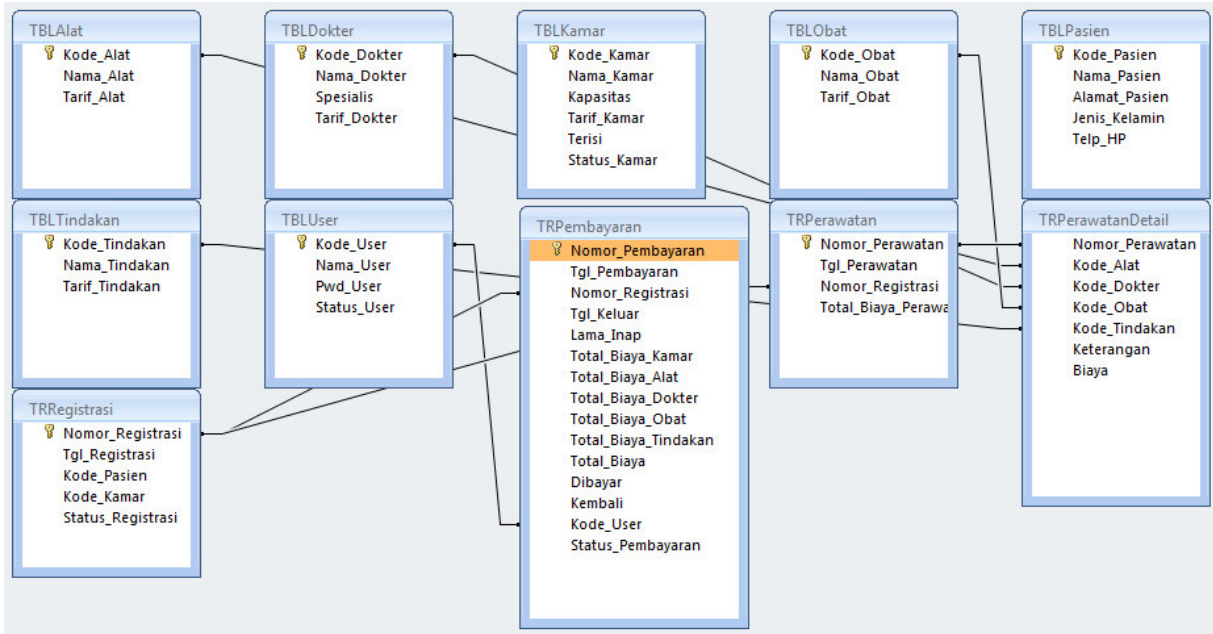 TBLAlat
Kode_Alat
Nama_Alat
Tarif_Alat
TBLDokter
Kode_Dokter
Nama_Dokter
Spesialis
Tarif_Dokter
TBLKamar
Kode_Kamar
Nama_Kamar
Kapasitas
Tarif_Kamar
Terisi
Status_Kamar
TBLObat
Kode_Obat
Nama_Obat
Tarif_Obat
TBLPasien
Kode_Pasien
Nama_Pasien
Alamat_Pasien
Jenis_Kelamin
Telp_HP
TBLTindakan
Kode_Tindakan
Nama_Tindakan
Tarif_Tindakan
TBLUser
Kode_User
Nama_User
Pwd_User
Status_User
TRPembayaran
Nomor_Pembayaran
Tgl_Pembayaran
Nomor_Registrasi
Tgl_Keluar
Lama_Inap
Total_Biaya_Kamar
Total_Biaya_Alat
Total_Biaya_Dokter
Total_Biaya_Obat
Total_Biaya_Tindakan
Total_Biaya
Dibayar
Kembali
Kode_User
Status_Pembayaran
TRPerawatan
Nomor_Perawatan
Tgl_Perawatan
Nomor_Registrasi
Total_Biaya_Perawa
TRPerawatanDetail
Nomor_Perawatan
Kode_Alat
Kode_Dokter
Kode_Obat
Kode_Tindakan
Keterangan
Biaya
TRRegistrasi
Nomor_Registrasi
Tgl_Registrasi
Kode_Pasien
Kode_Kamar
Status_Registrasi